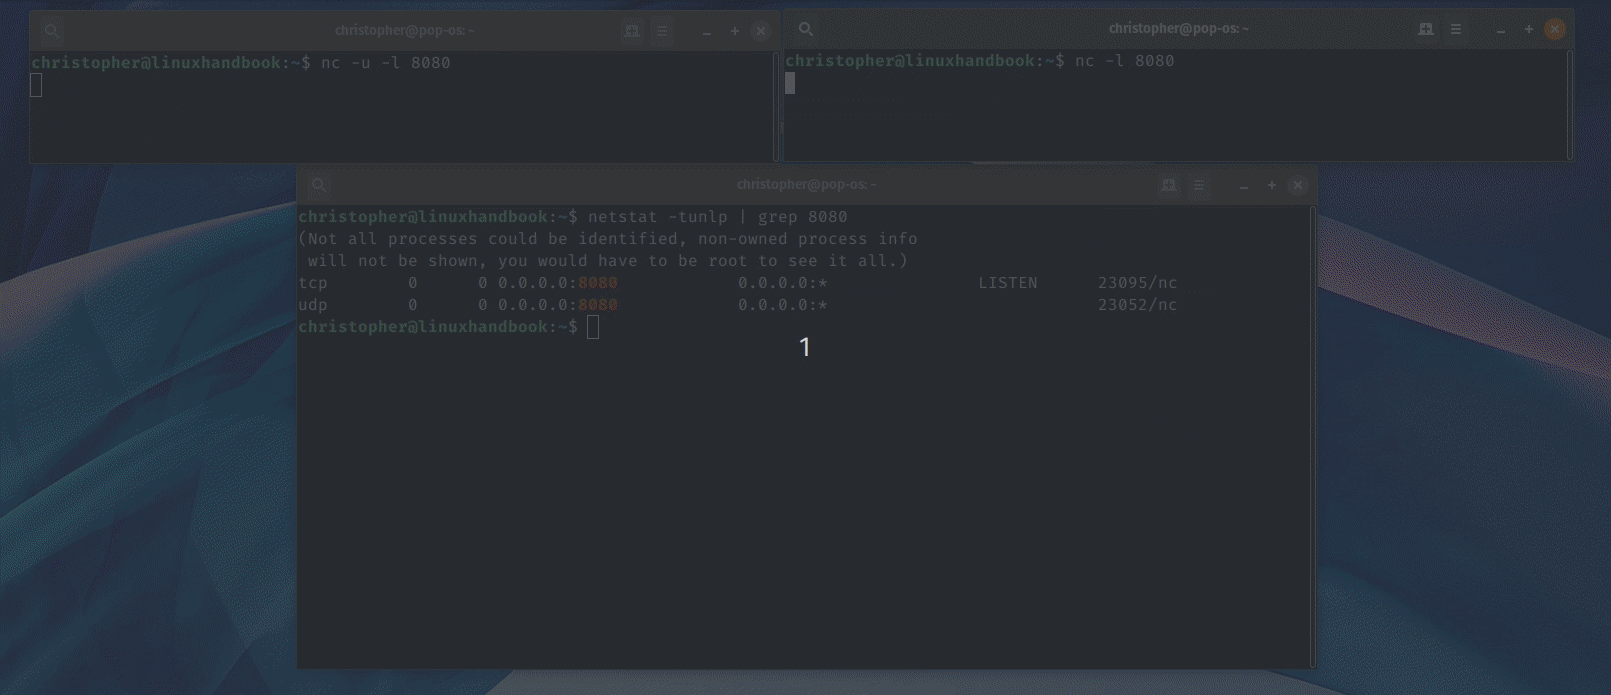 christopher@pop-os: ~
christopher@linuxhandbook:~$ nc -u -l 8080
christopher@pop-os: ~
christopher@linuxhandbook:~$ nc -l 8080
christopher@pop-os: ~
christopher@linuxhandbook:~$ netstat -tunlp | grep 8080
(Not all processes could be identified, non-owned process info
 will not be shown, you would have to be root to see it all.)
tcp        0      0 0.0.0.0:8080            0.0.0.0:*               LISTEN      23095/nc
udp        0      0 0.0.0.0:8080            0.0.0.0:*                           23052/nc
christopher@linuxhandbook:~$
1